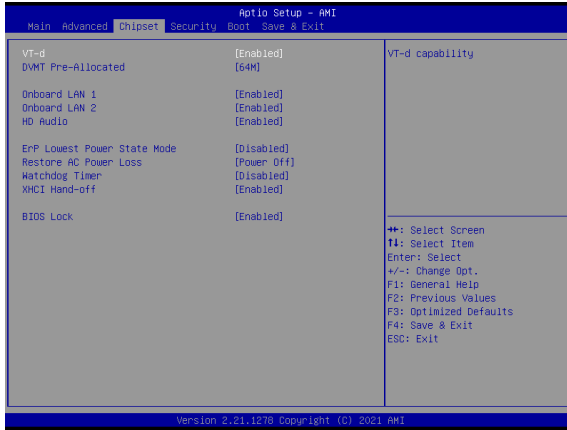 Aptio Setup - AMI
Main Advanced Chipset Security Boot Save & Exit
VT-d [Enabled]
DVMT Pre-Allocated [64M]
Onboard LAN 1 [Enabled]
Onboard LAN 2 [Enabled]
HD Audio [Enabled]
ErP Lowest Power State Mode [Disabled]
Restore AC Power Loss [Power Off]
Watchdog Timer [Disabled]
XHCI Hand-off [Enabled]
BIOS Lock [Enabled]
VT-d capability
→←: Select Screen
↑↓: Select Item
Enter: Select
+/-: Change Opt.
F1: General Help
F2: Previous Values
F3: Optimized Defaults
F4: Save & Exit
ESC: Exit
Version 2.21.1278 Copyright (C) 2021 AMI